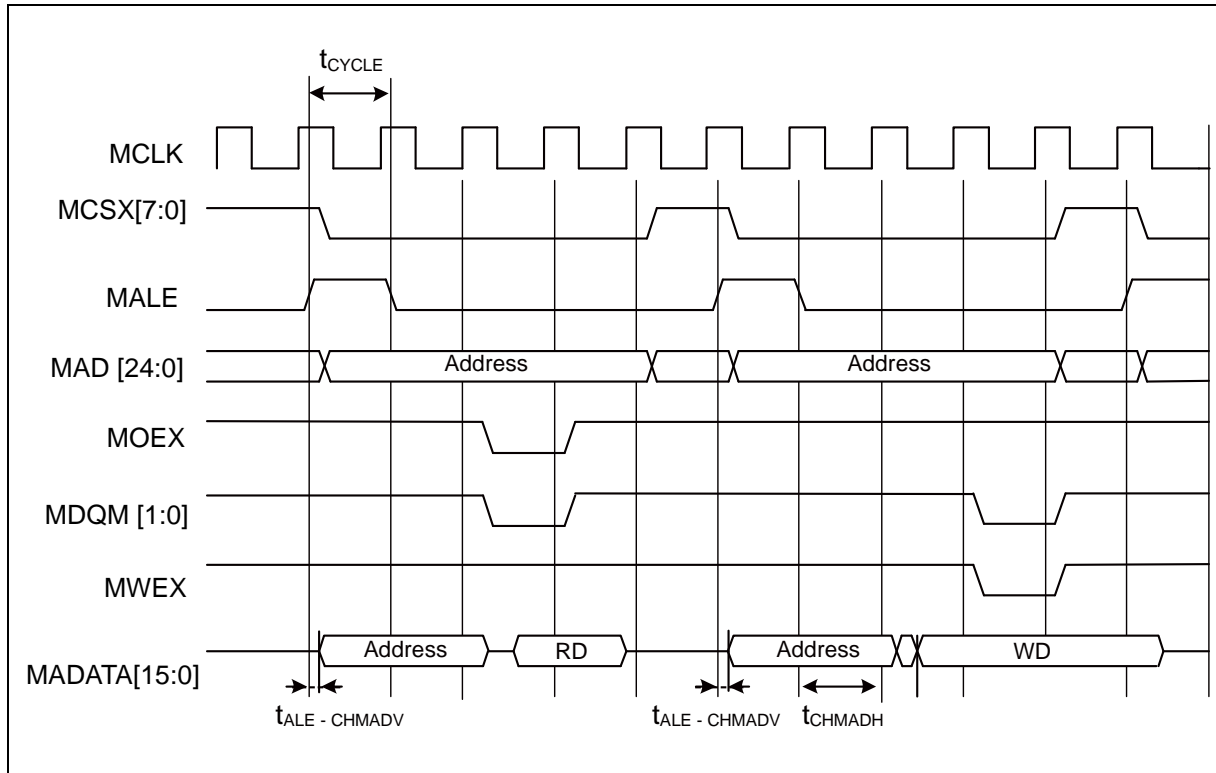 tCYCLE
MCLK
MCSX[7:0]
MALE
MAD [24:0]
Address
Address
MOEX
MDQM [1:0]
MWEX
MADATA[15:0]
Address
RD
Address
WD
tALE - CHMADV
tALE - CHMADV
tCHMADH